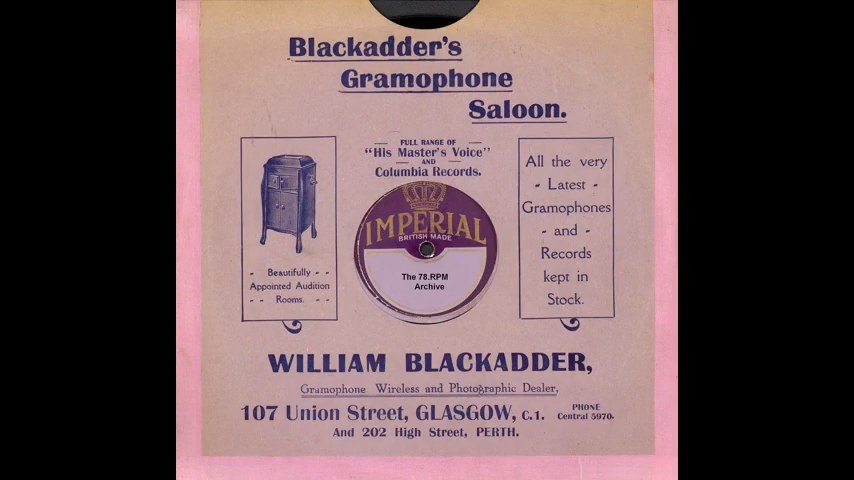 Blackadder's
Gramophone
Saloon.
FULL RANGE OF
"His Master's Voice"
AND
Columbia Records.
- Beautifully - -
Appointed Audition
- - Rooms. - -
IMPERIAL
BRITISH MADE
The 78.RPM
Archive
All the very
- Latest -
Gramophones
- and -
Records
kept in
Stock.
WILLIAM BLACKADDER,
Gramophone Wireless and Photographic Dealer,
107 Union Street, GLASGOW, C.1.
PHONE
Central 5970.
And 202 High Street, PERTH.